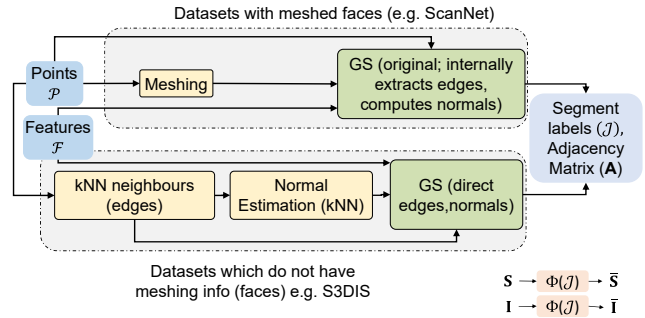 Datasets with meshed faces (e.g. ScanNet)
Points
𝒫
Meshing
GS (original; internally
extracts edges,
computes normals)
Features
ℱ
Segment
labels (𝒥),
Adjacency
Matrix (𝐀)
kNN neighbours
(edges)
Normal
Estimation (kNN)
GS (direct
edges,normals)
Datasets which do not have
meshing info (faces) e.g. S3DIS
𝐒 Φ(𝒥) 𝐒̅
𝐈 Φ(𝒥) 𝐈̅